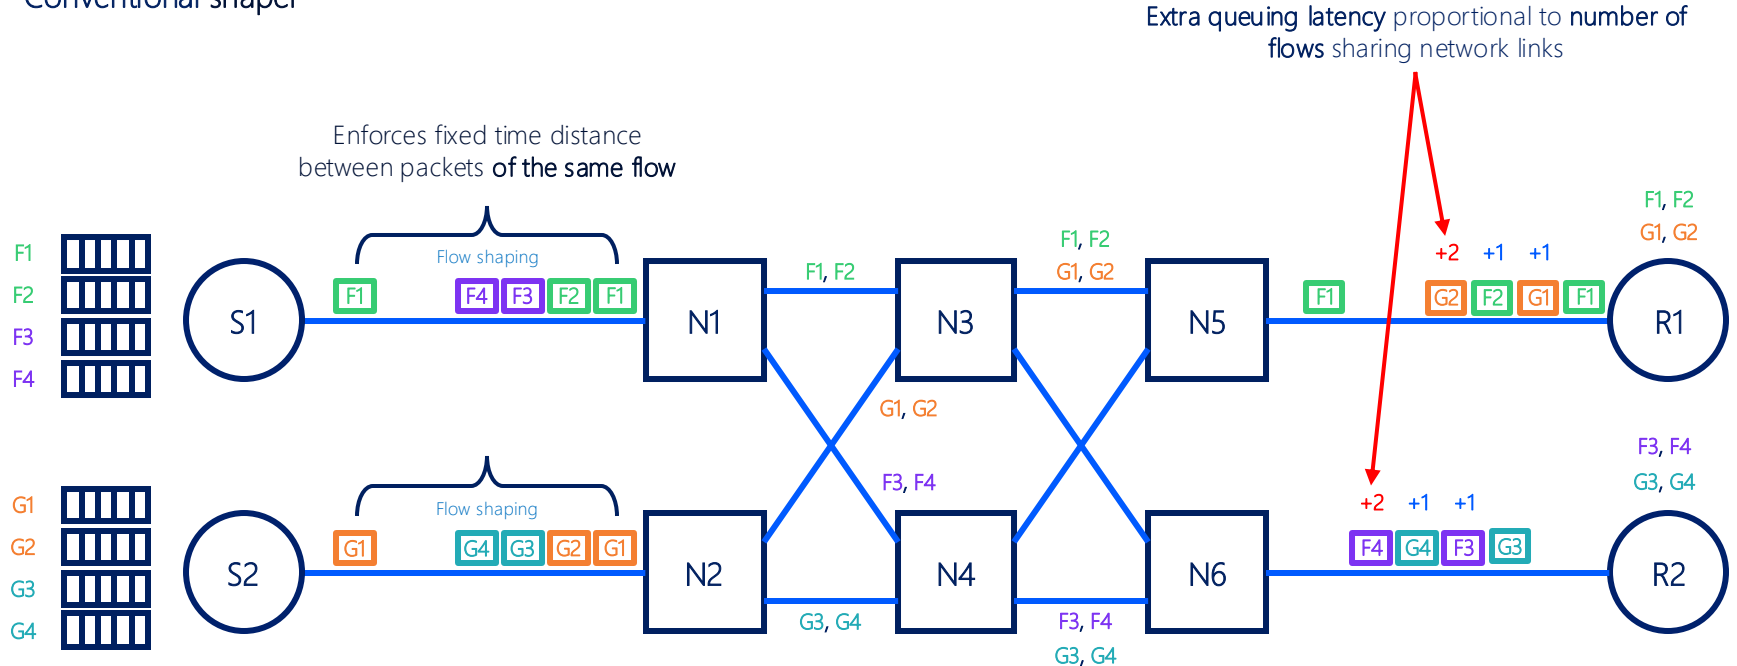 Conventional shaper
Extra queuing latency proportional to number of
flows sharing network links
Enforces fixed time distance
between packets of the same flow
F1
F2
F3
F4
S1
Flow shaping
F1 F4 F3 F2 F1
N1
F1, F2
N3
F1, F2
G1, G2
N5
+2 +1 +1
F1 G2 F2 G1 F1
F1, F2
G1, G2
R1
G1, G2
F3, F4
G1
G2
G3
G4
S2
Flow shaping
G1 G4 G3 G2 G1
N2
G3, G4
N4
F3, F4
G3, G4
N6
+2 +1 +1
F4 G4 F3 G3
F3, F4
G3, G4
R2